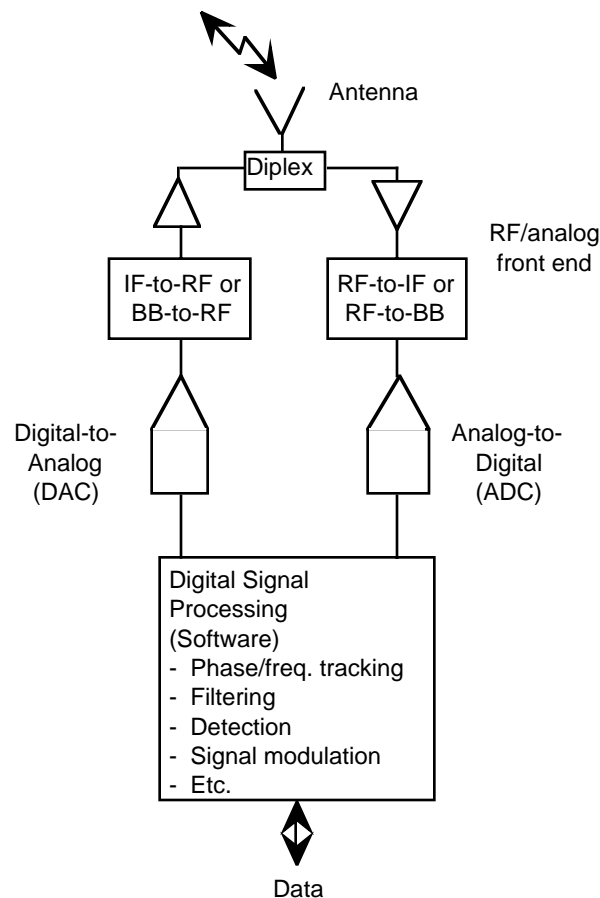 Antenna
Diplex
RF/analog
front end
IF-to-RF or
BB-to-RF
RF-to-IF or
RF-to-BB
Digital-to-
Analog
(DAC)
Analog-to-
Digital
(ADC)
Digital Signal
Processing
(Software)
- Phase/freq. tracking
- Filtering
- Detection
- Signal modulation
- Etc.
Data